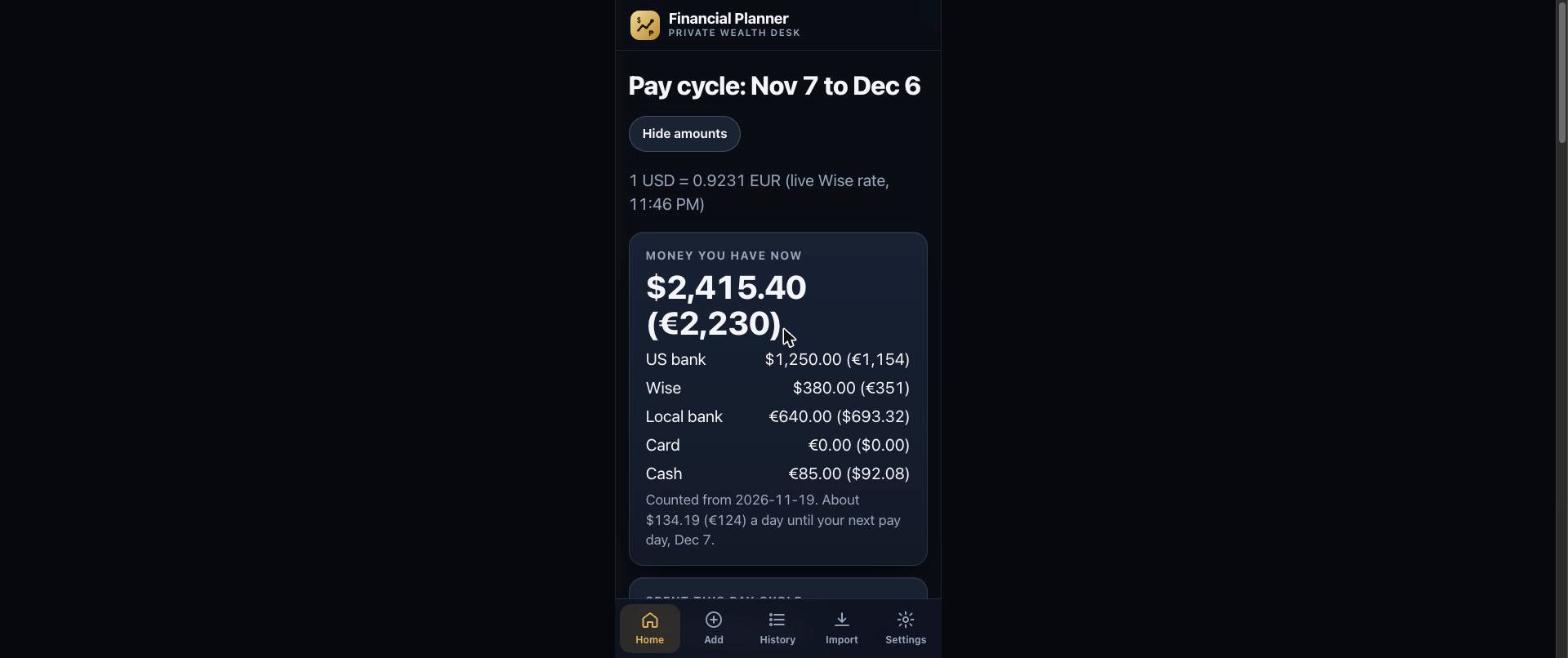 Financial Planner
PRIVATE WEALTH DESK
Pay cycle: Nov 7 to Dec 6
Hide amounts
1 USD = 0.9231 EUR (live Wise rate,
11:46 PM)
MONEY YOU HAVE NOW
$2,415.40
(€2,230)
US bank $1,250.00 (€1,154)
Wise $380.00 (€351)
Local bank €640.00 ($693.32)
Card €0.00 ($0.00)
Cash €85.00 ($92.08)
Counted from 2026-11-19. About
$134.19 (€124) a day until your next pay
day, Dec 7.
SPENT THIS PAY CYCLE
Home Add History Import Settings